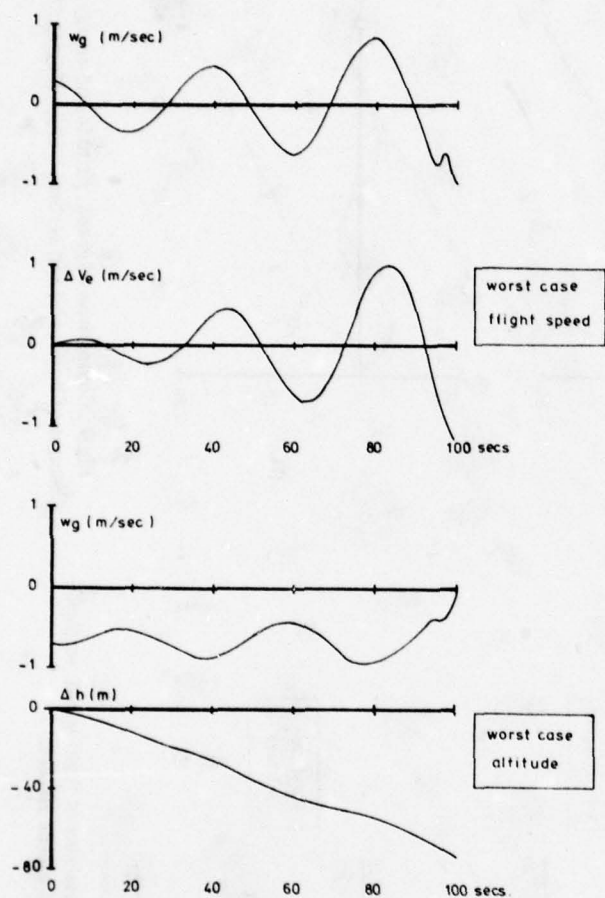 1
wg (m/sec)
0
-1
1
Δ Ve (m/sec)
0
-1
0 20 40 60 80 100 secs
worst case
flight speed
1
wg (m/sec)
0
-1
Δ h (m)
0
-40
-80
0 20 40 60 80 100 secs.
worst case
altitude